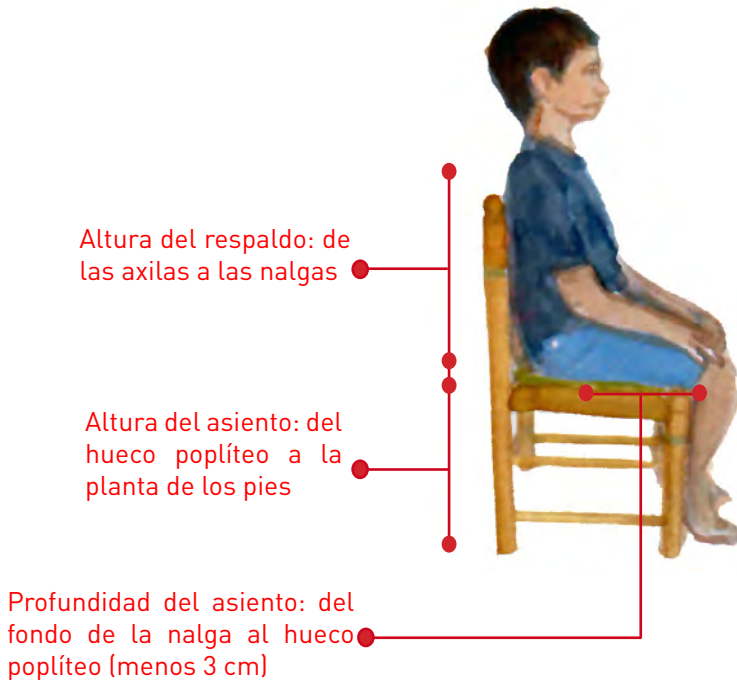 Altura del respaldo: de
las axilas a las nalgas
Altura del asiento: del
hueco poplíteo a la
planta de los pies
Profundidad del asiento: del
fondo de la nalga al hueco
poplíteo (menos 3 cm)